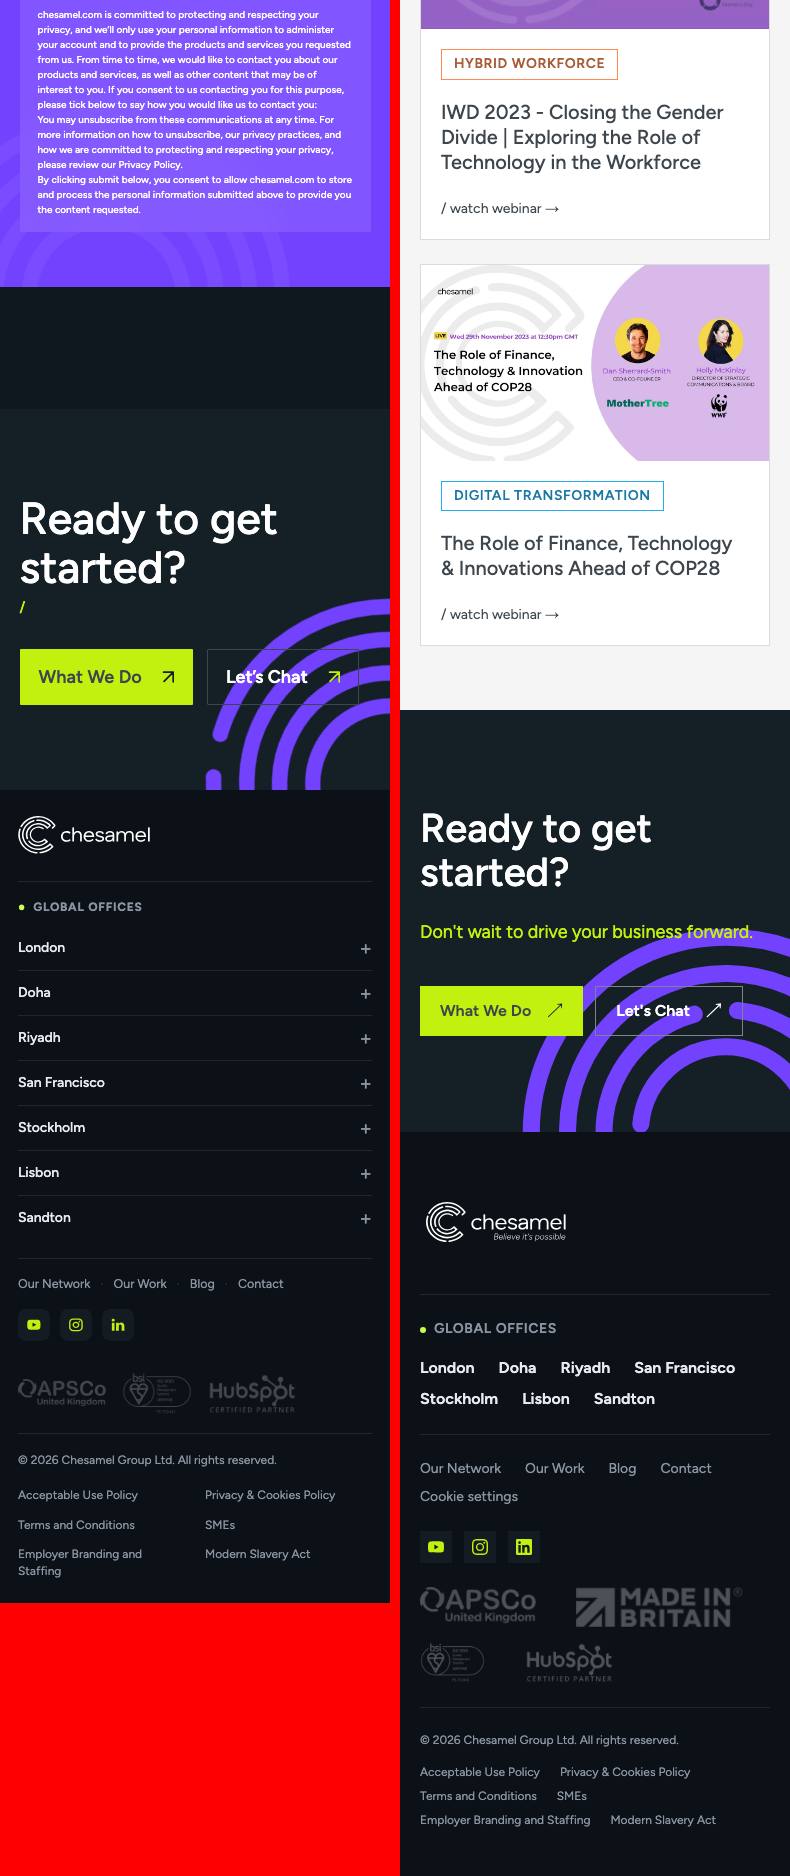 chesamel.com is committed to protecting and respecting your
privacy, and we'll only use your personal information to administer
your account and to provide the products and services you requested
from us. From time to time, we would like to contact you about our
products and services, as well as other content that may be of
interest to you. If you consent to us contacting you for this purpose,
please tick below to say how you would like us to contact you:
You may unsubscribe from these communications at any time. For
more information on how to unsubscribe, our privacy practices, and
how we are committed to protecting and respecting your privacy,
please review our Privacy Policy.
By clicking submit below, you consent to allow chesamel.com to store
and process the personal information submitted above to provide you
the content requested.
Ready to get
started?
/
What We Do
Let's Chat
chesamel
GLOBAL OFFICES
London
Doha
Riyadh
San Francisco
Stockholm
Lisbon
Sandton
Our Network · Our Work · Blog · Contact
APSCo
United Kingdom
bsi
HubSpot
CERTIFIED PARTNER
© 2026 Chesamel Group Ltd. All rights reserved.
Acceptable Use Policy
Privacy & Cookies Policy
Terms and Conditions
SMEs
Employer Branding and
Staffing
Modern Slavery Act
HYBRID WORKFORCE
IWD 2023 - Closing the Gender
Divide | Exploring the Role of
Technology in the Workforce
/ watch webinar →
chesamel
LIVE Wed 29th November 2023 at 12:30pm GMT
The Role of Finance,
Technology & Innovation
Ahead of COP28
Dan Sherrard-Smith
CEO & CO-FOUNDER
MotherTree
Holly McKinlay
DIRECTOR OF STRATEGIC
COMMUNICATIONS & BOARD
WWF
DIGITAL TRANSFORMATION
The Role of Finance, Technology
& Innovations Ahead of COP28
/ watch webinar →
Ready to get
started?
Don't wait to drive your business forward.
What We Do
Let's Chat
chesamel
Believe it's possible
GLOBAL OFFICES
London Doha Riyadh San Francisco
Stockholm Lisbon Sandton
Our Network Our Work Blog Contact
Cookie settings
APSCo
United Kingdom
MADE IN
BRITAIN®
bsi
HubSpot
CERTIFIED PARTNER
© 2026 Chesamel Group Ltd. All rights reserved.
Acceptable Use Policy Privacy & Cookies Policy
Terms and Conditions SMEs
Employer Branding and Staffing Modern Slavery Act